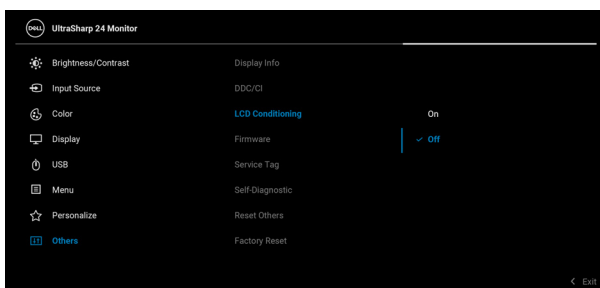 DELL UltraSharp 24 Monitor
Brightness/Contrast Display Info
Input Source DDC/CI
Color LCD Conditioning On
Display Firmware Off
USB Service Tag
Menu Self-Diagnostic
Personalize Reset Others
Others Factory Reset
Exit